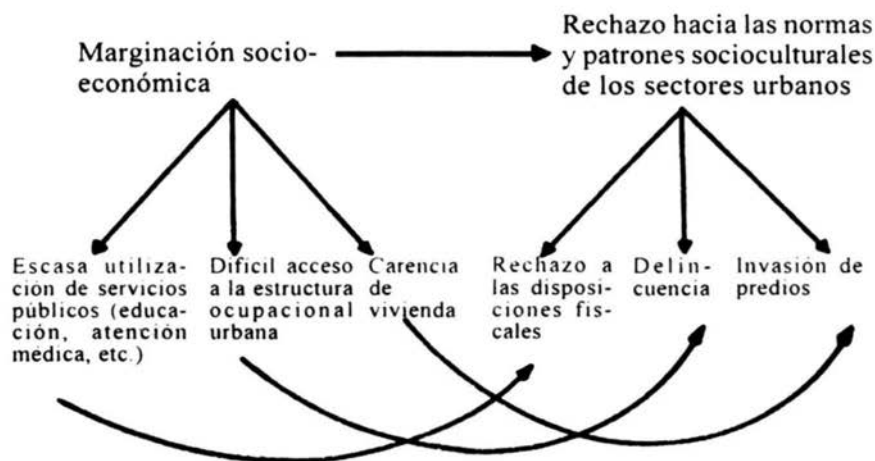 Marginación socio-
económica
Rechazo hacia las normas
y patrones socioculturales
de los sectores urbanos
Escasa utiliza-
ción de servicios
públicos (educa-
ción, atención
médica, etc.)
Difícil acceso
a la estructura
ocupacional
urbana
Carencia
de
vivienda
Rechazo a
las disposi-
ciones fis-
cales
Delin-
cuencia
Invasión de
predios